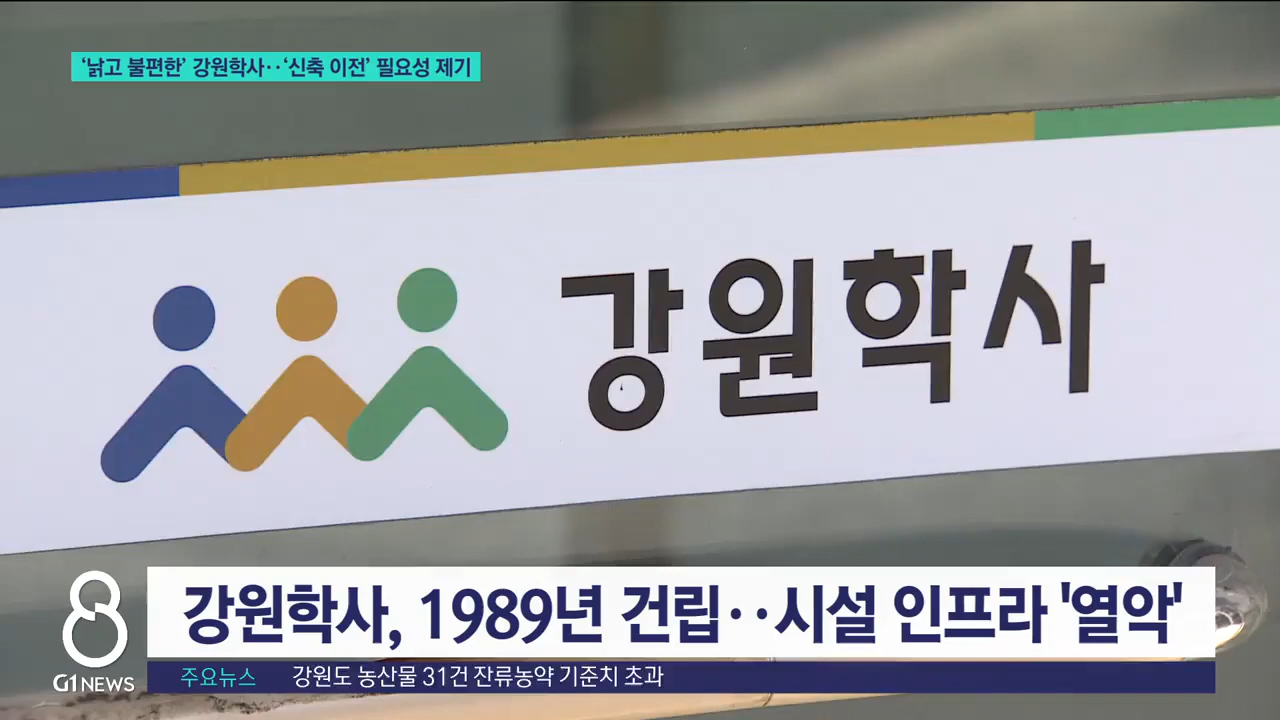 ‘낡고 불편한’ 강원학사‥‘신축 이전’ 필요성 제기
강원학사
강원학사, 1989년 건립‥시설 인프라 '열악'
8
G1 NEWS
주요뉴스 강원도 농산물 31건 잔류농약 기준치 초과